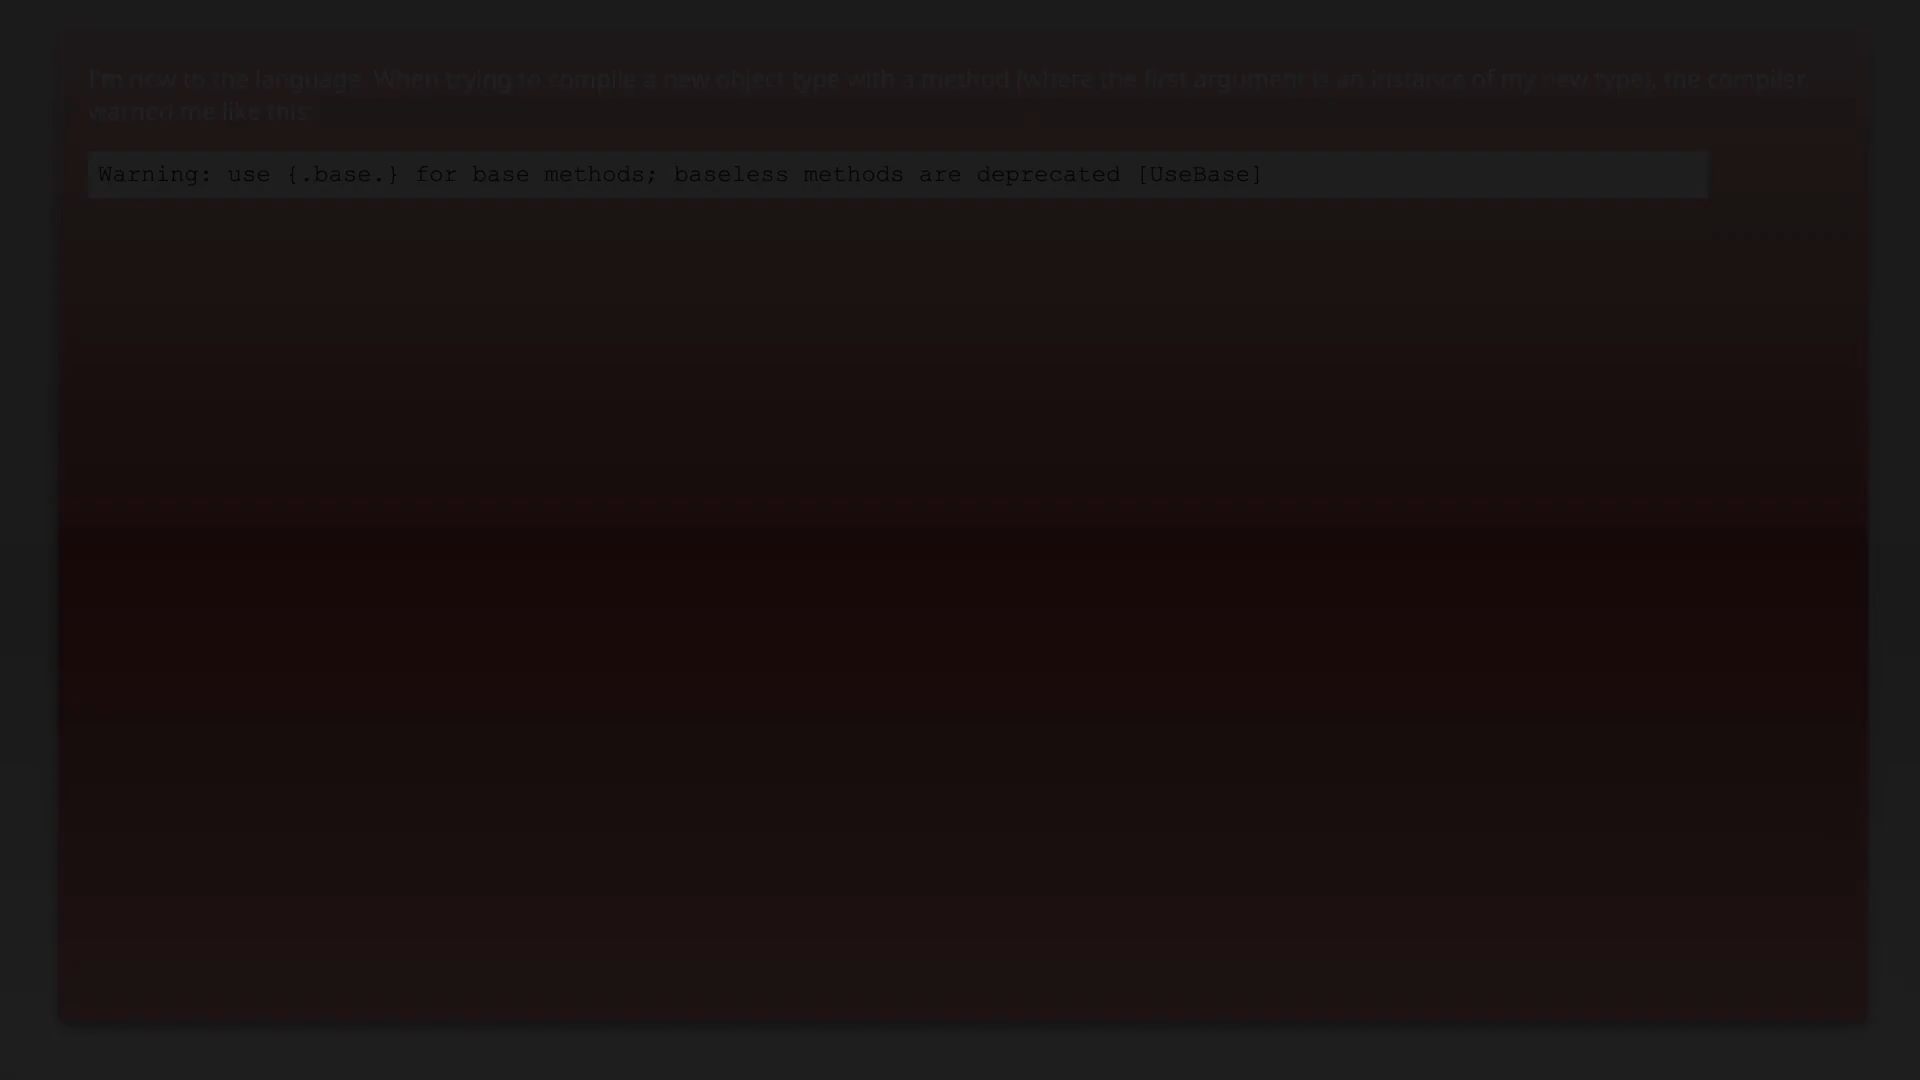 I'm new to the language. When trying to compile a new object type with a method (where the first argument is an instance of my new type), the compiler
warned me like this:
Warning: use {.base.} for base methods; baseless methods are deprecated [UseBase]